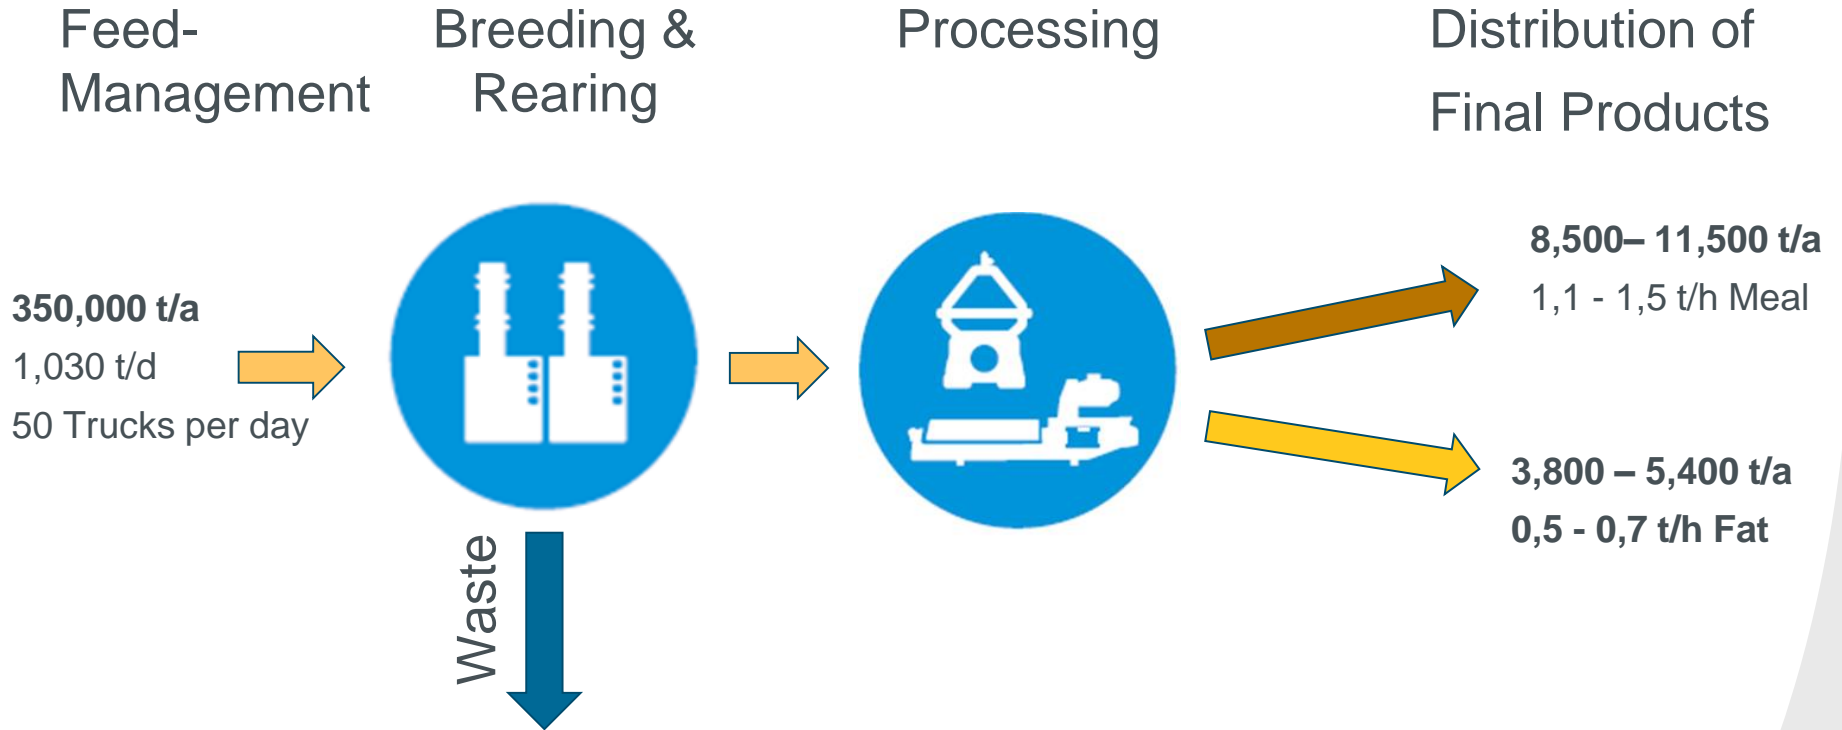 Feed-
Management
Breeding &
Rearing
Processing
Distribution of
Final Products
350,000 t/a
1,030 t/d
50 Trucks per day
Waste
8,500– 11,500 t/a
1,1 - 1,5 t/h Meal
3,800 – 5,400 t/a
0,5 - 0,7 t/h Fat